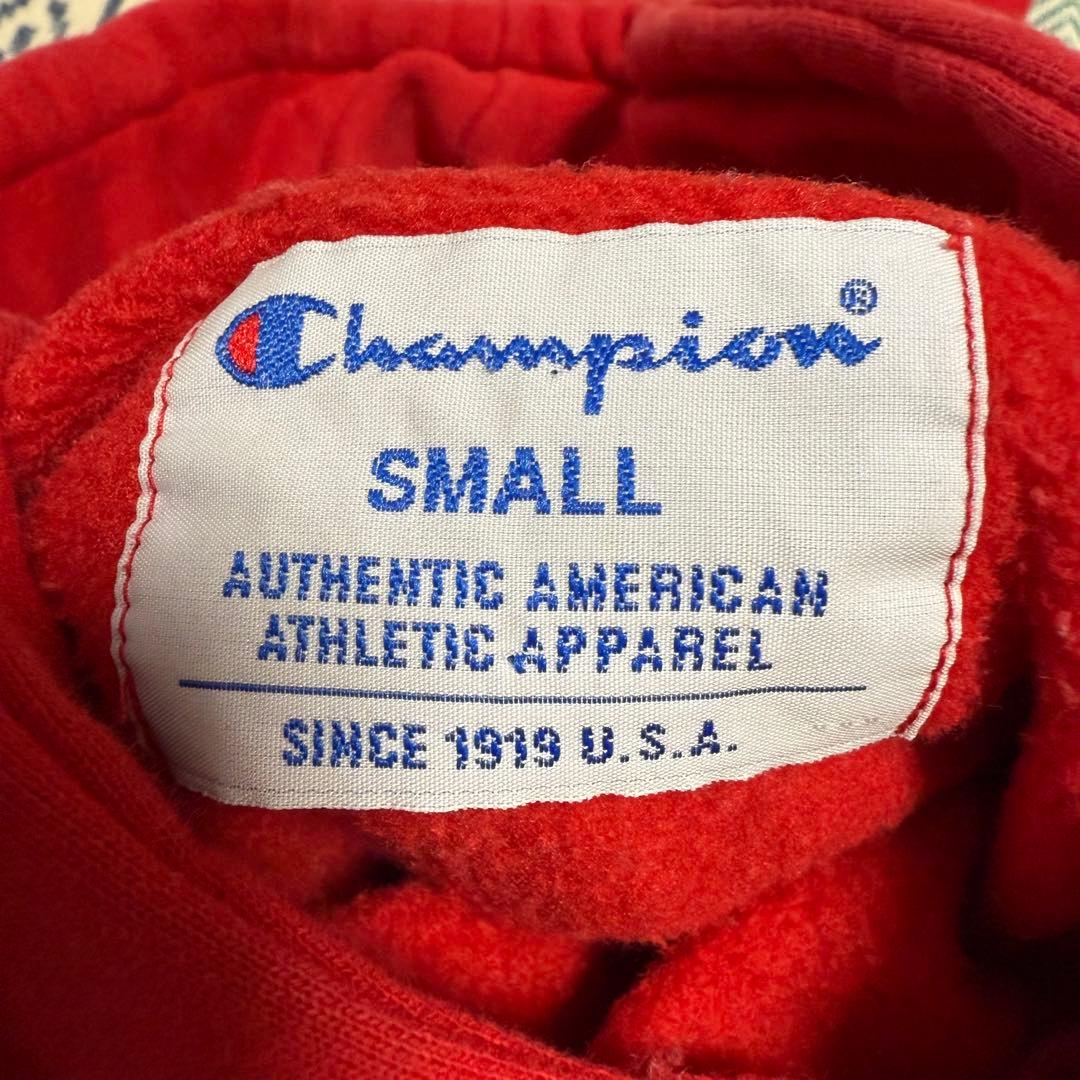 Champion®
SMALL
AUTHENTIC AMERICAN
ATHLETIC APPAREL
SINCE 1919 U.S.A.